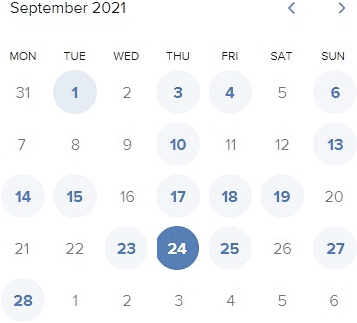 September 2021 < >
MON TUE WED THU FRI SAT SUN
31 1 2 3 4 5 6
7 8 9 10 11 12 13
14 15 16 17 18 19 20
21 22 23 24 25 26 27
28 1 2 3 4 5 6